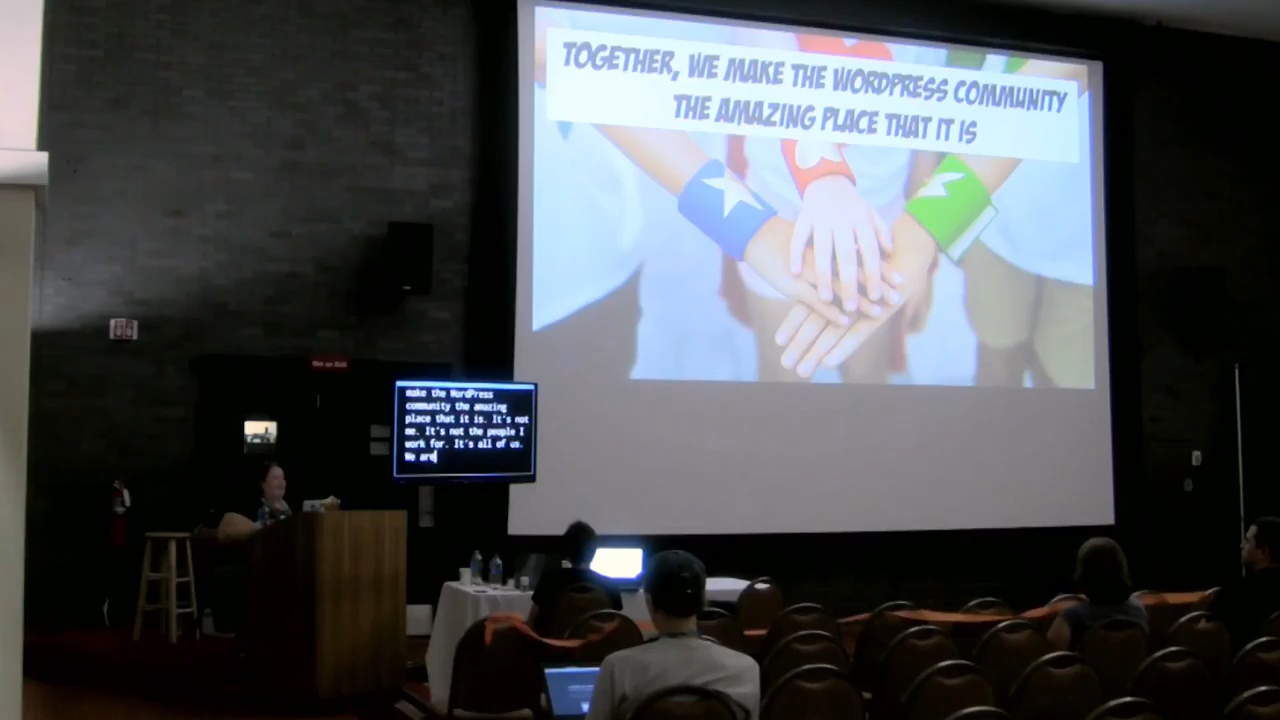 TOGETHER, WE MAKE THE WORDPRESS COMMUNITY
THE AMAZING PLACE THAT IT IS
make the WordPress
community the amazing
place that it is. It's not
me. It's not the people I
work for. It's all of us.
We are